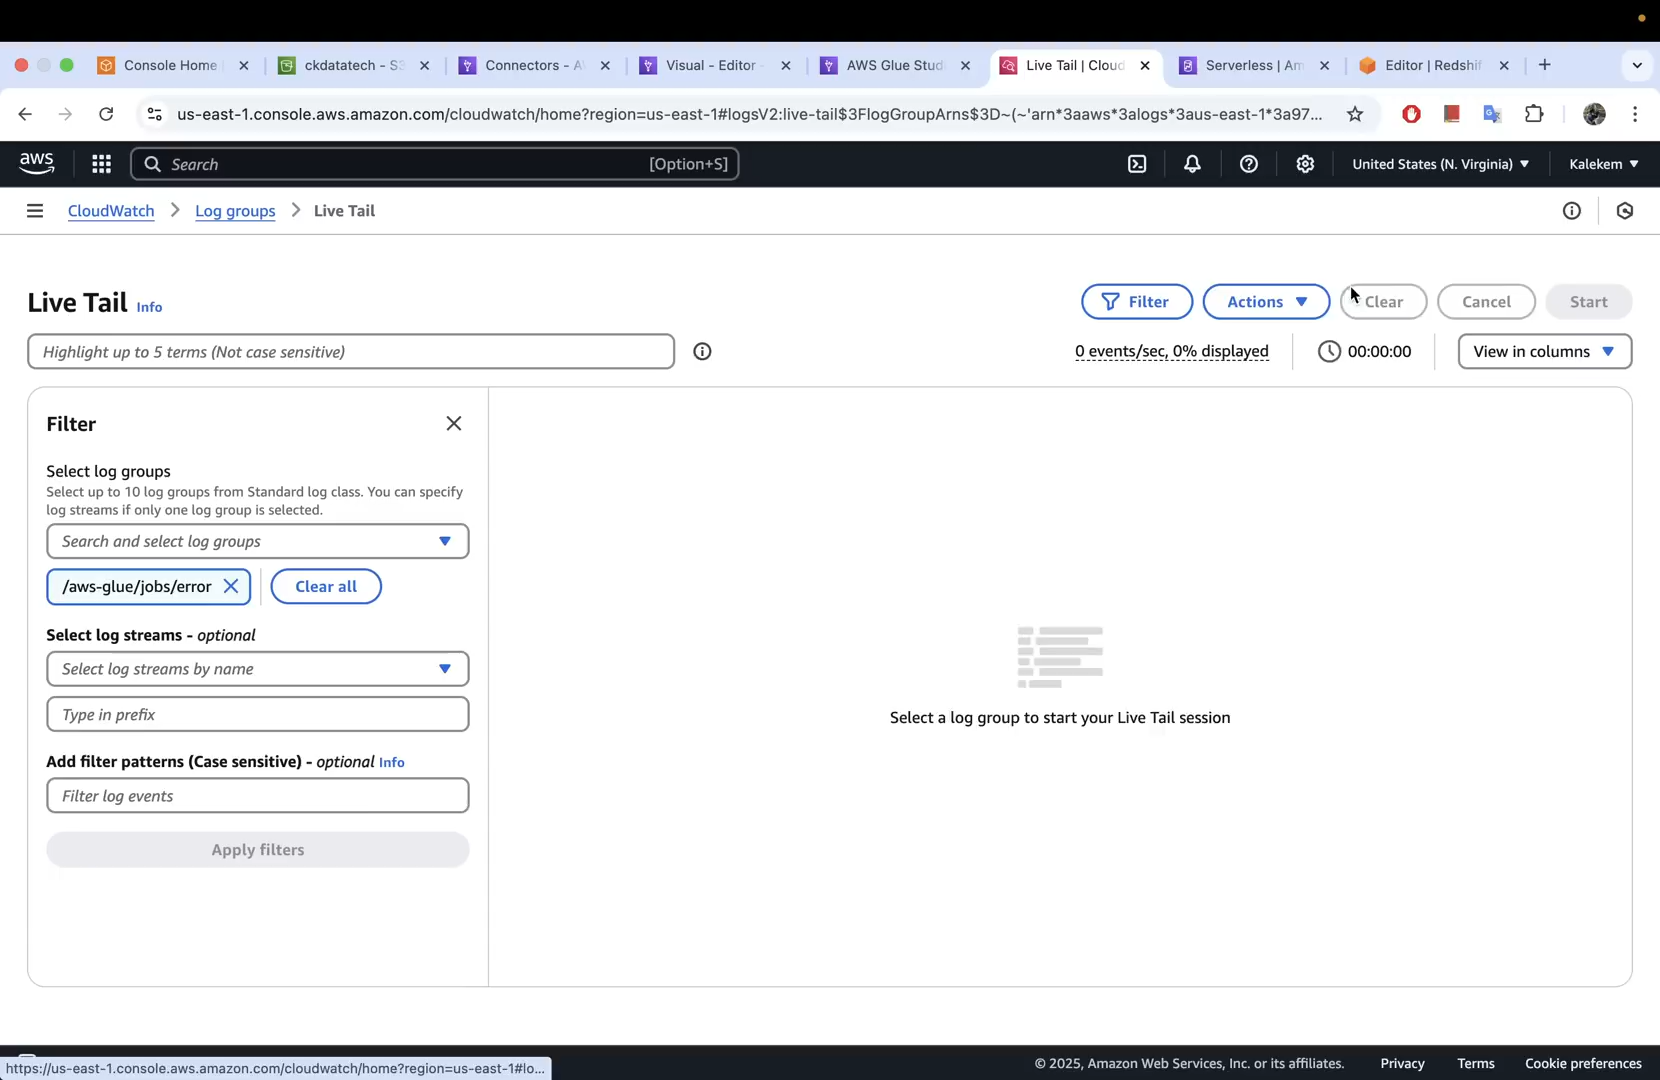 Console Home
ckdatatech - S3
Connectors - A
Visual - Editor -
AWS Glue Stud
Live Tail | Cloud
Serverless | Am
Editor | Redshif
us-east-1.console.aws.amazon.com/cloudwatch/home?region=us-east-1#logsV2:live-tail$3FlogGroupArns$3D~(~'arn*3aaws*3alogs*3aus-east-1*3a97...
aws
Search
[Option+S]
United States (N. Virginia)
Kalekem
CloudWatch
Log groups
Live Tail
Live Tail Info
Filter
Actions
Clear
Cancel
Start
Highlight up to 5 terms (Not case sensitive)
0 events/sec, 0% displayed
00:00:00
View in columns
Filter
Select log groups
Select up to 10 log groups from Standard log class. You can specify
log streams if only one log group is selected.
Search and select log groups
/aws-glue/jobs/error
Clear all
Select log streams - optional
Select log streams by name
Type in prefix
Add filter patterns (Case sensitive) - optional Info
Filter log events
Apply filters
Select a log group to start your Live Tail session
https://us-east-1.console.aws.amazon.com/cloudwatch/home?region=us-east-1#lo...
© 2025, Amazon Web Services, Inc. or its affiliates.
Privacy
Terms
Cookie preferences